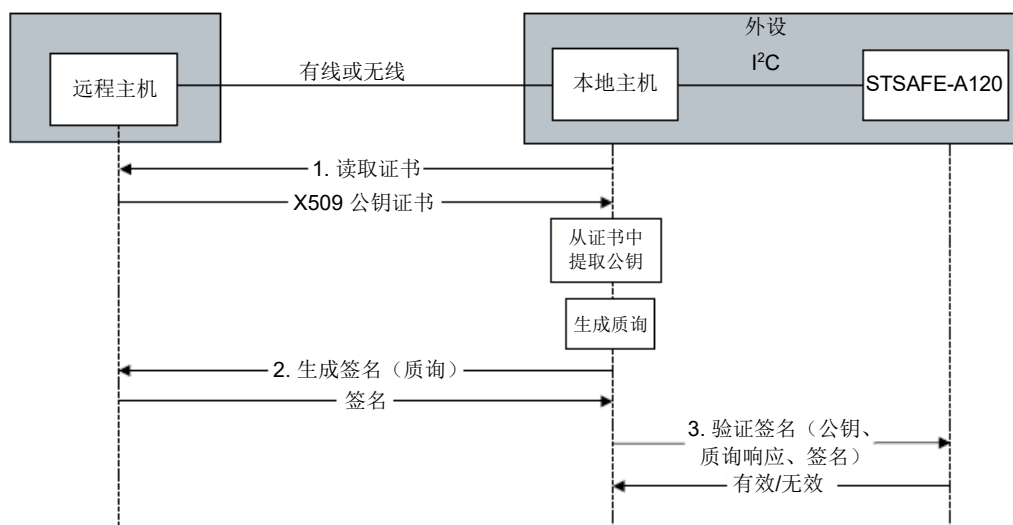 外设
远程主机
有线或无线
本地主机
I²C
STSAFE-A120
1. 读取证书
X509 公钥证书
从证书中
提取公钥
生成质询
2. 生成签名（质询）
签名
3. 验证签名（公钥、
质询响应、签名）
有效/无效